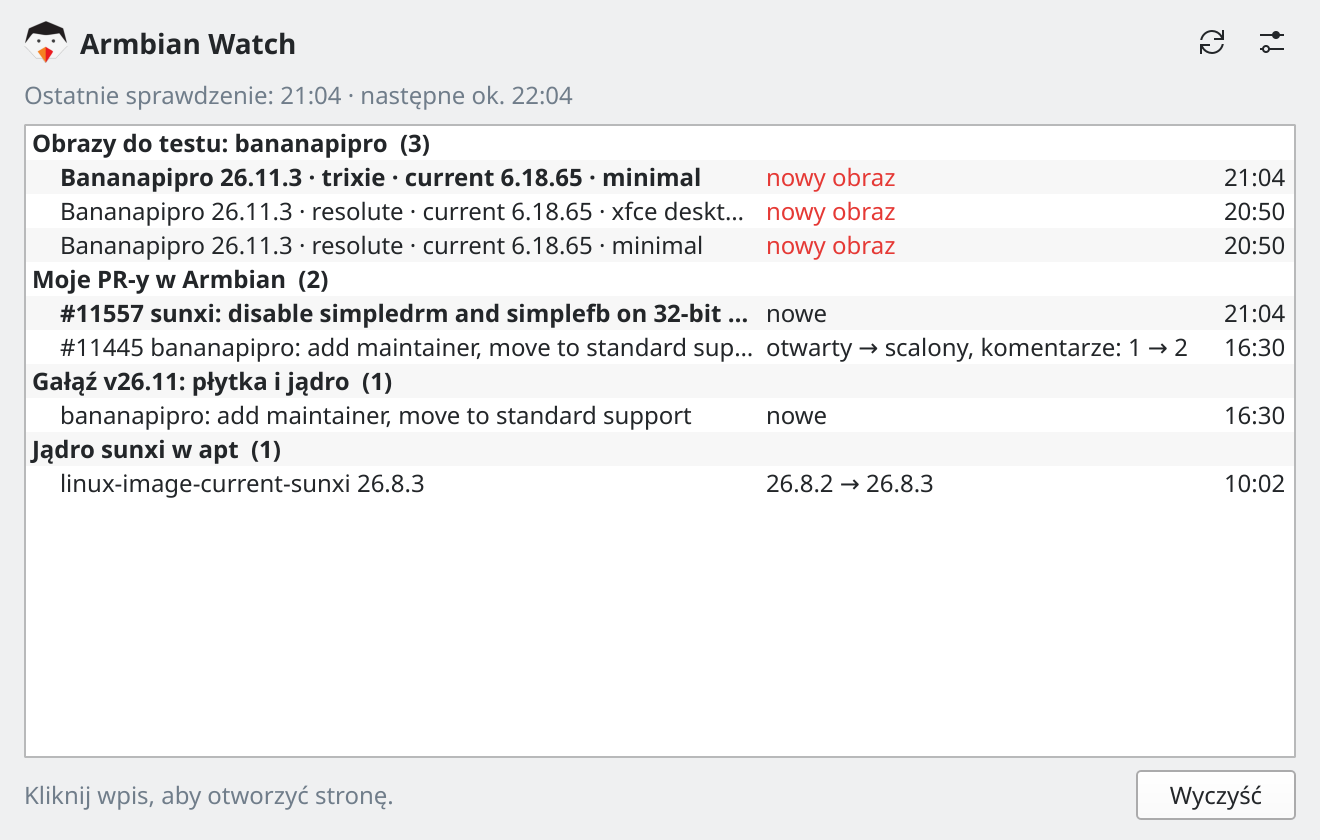 Armbian Watch
Ostatnie sprawdzenie: 21:04 · następne ok. 22:04
Obrazy do testu: bananapipro (3)
Bananapipro 26.11.3 · trixie · current 6.18.65 · minimal nowy obraz 21:04
Bananapipro 26.11.3 · resolute · current 6.18.65 · xfce deskt... nowy obraz 20:50
Bananapipro 26.11.3 · resolute · current 6.18.65 · minimal nowy obraz 20:50
Moje PR-y w Armbian (2)
#11557 sunxi: disable simpledrm and simplefb on 32-bit ... nowe 21:04
#11445 bananapipro: add maintainer, move to standard sup... otwarty → scalony, komentarze: 1 → 2 16:30
Gałąź v26.11: płytka i jądro (1)
bananapipro: add maintainer, move to standard support nowe 16:30
Jądro sunxi w apt (1)
linux-image-current-sunxi 26.8.3 26.8.2 → 26.8.3 10:02
Kliknij wpis, aby otworzyć stronę. Wyczyść